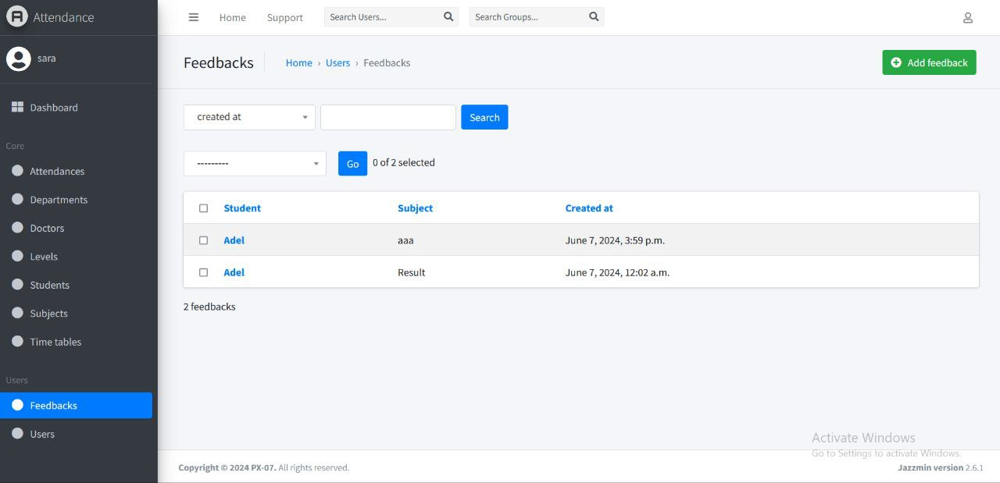 Attendance
Home Support Search Users... Search Groups...
sara
Feedbacks Home › Users › Feedbacks Add feedback
Dashboard
created at Search
Core
--------- Go 0 of 2 selected
Attendances
Departments
Doctors
Levels
Students
Subjects
Time tables
Student Subject Created at
Adel aaa June 7, 2024, 3:59 p.m.
Adel Result June 7, 2024, 12:02 a.m.
2 feedbacks
Users
Feedbacks
Users
Activate Windows
Go to Settings to activate Windows.
Copyright © 2024 PX-07. All rights reserved. Jazzmin version 2.6.1